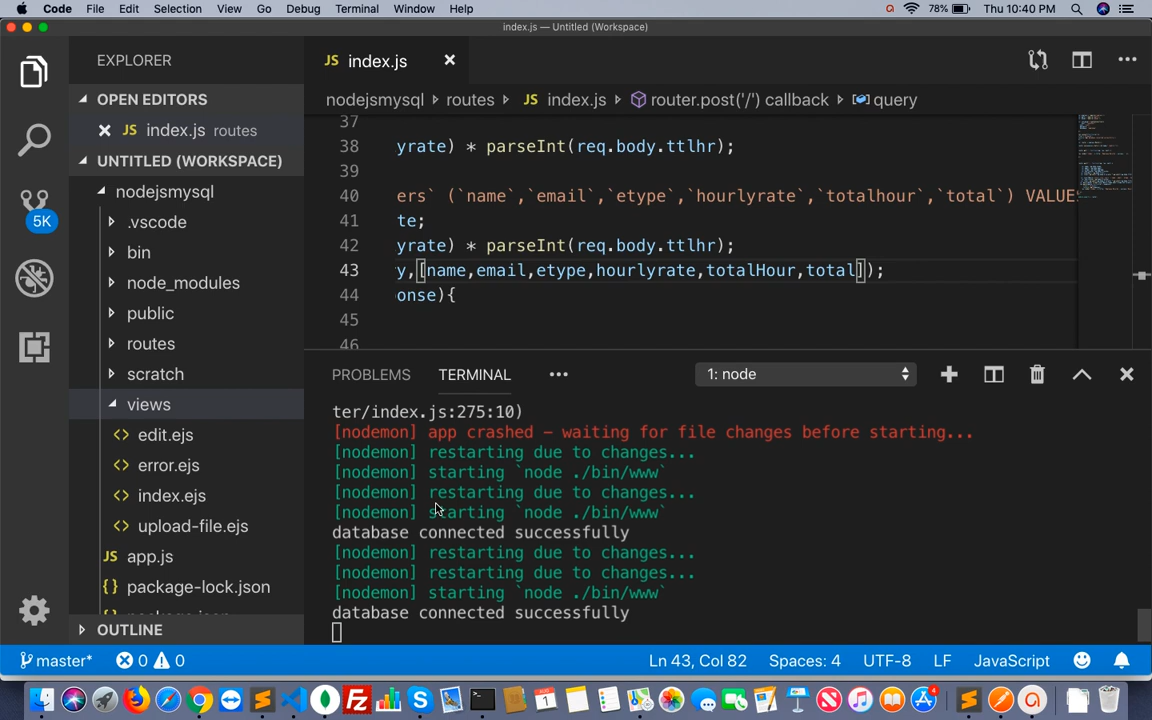 Code File Edit Selection View Go Debug Terminal Window Help 78% Thu 10:40 PM
index.js — Untitled (Workspace)
EXPLORER
OPEN EDITORS
JS index.js routes
UNTITLED (WORKSPACE)
nodejsmysql
.vscode
bin
node_modules
public
routes
scratch
views
<> edit.ejs
<> error.ejs
<> index.ejs
<> upload-file.ejs
JS app.js
{} package-lock.json
OUTLINE
5K
JS index.js
nodejsmysql routes JS index.js router.post('/') callback query
37
38 yrate) * parseInt(req.body.ttlhr);
39
40 ers` (`name`,`email`,`etype`,`hourlyrate`,`totalhour`,`total`) VALUE
41 te;
42 yrate) * parseInt(req.body.ttlhr);
43 y,[name,email,etype,hourlyrate,totalHour,total]);
44 onse){
45
46
PROBLEMS TERMINAL ••• 1: node
ter/index.js:275:10)
[nodemon] app crashed - waiting for file changes before starting...
[nodemon] restarting due to changes...
[nodemon] starting `node ./bin/www`
[nodemon] restarting due to changes...
[nodemon] starting `node ./bin/www`
database connected successfully
[nodemon] restarting due to changes...
[nodemon] restarting due to changes...
[nodemon] starting `node ./bin/www`
database connected successfully
master* 0 0 Ln 43, Col 82 Spaces: 4 UTF-8 LF JavaScript